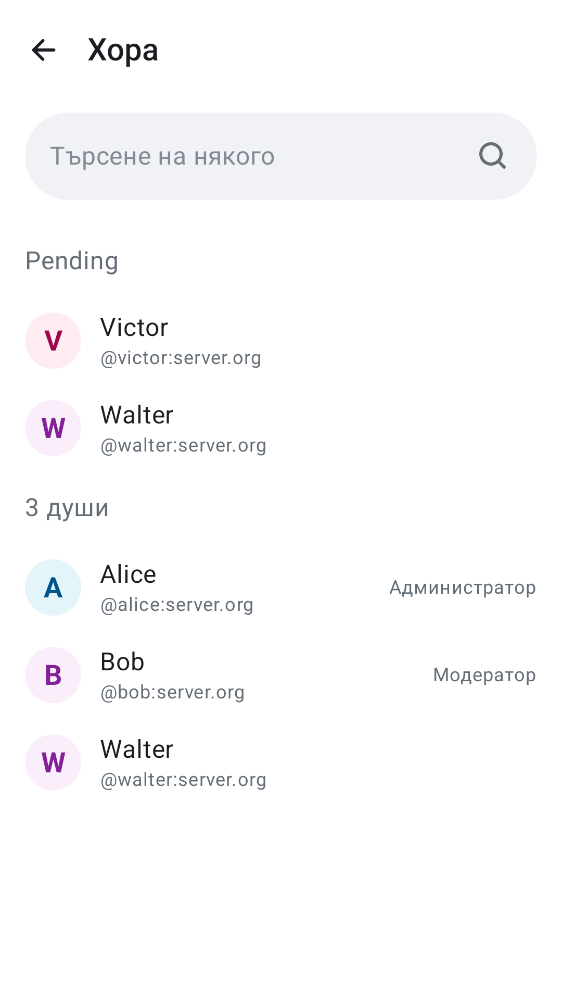 Хора
Търсене на някого
Pending
V
Victor
@victor:server.org
W
Walter
@walter:server.org
3 души
A
Alice
@alice:server.org
Администратор
B
Bob
@bob:server.org
Модератор
W
Walter
@walter:server.org